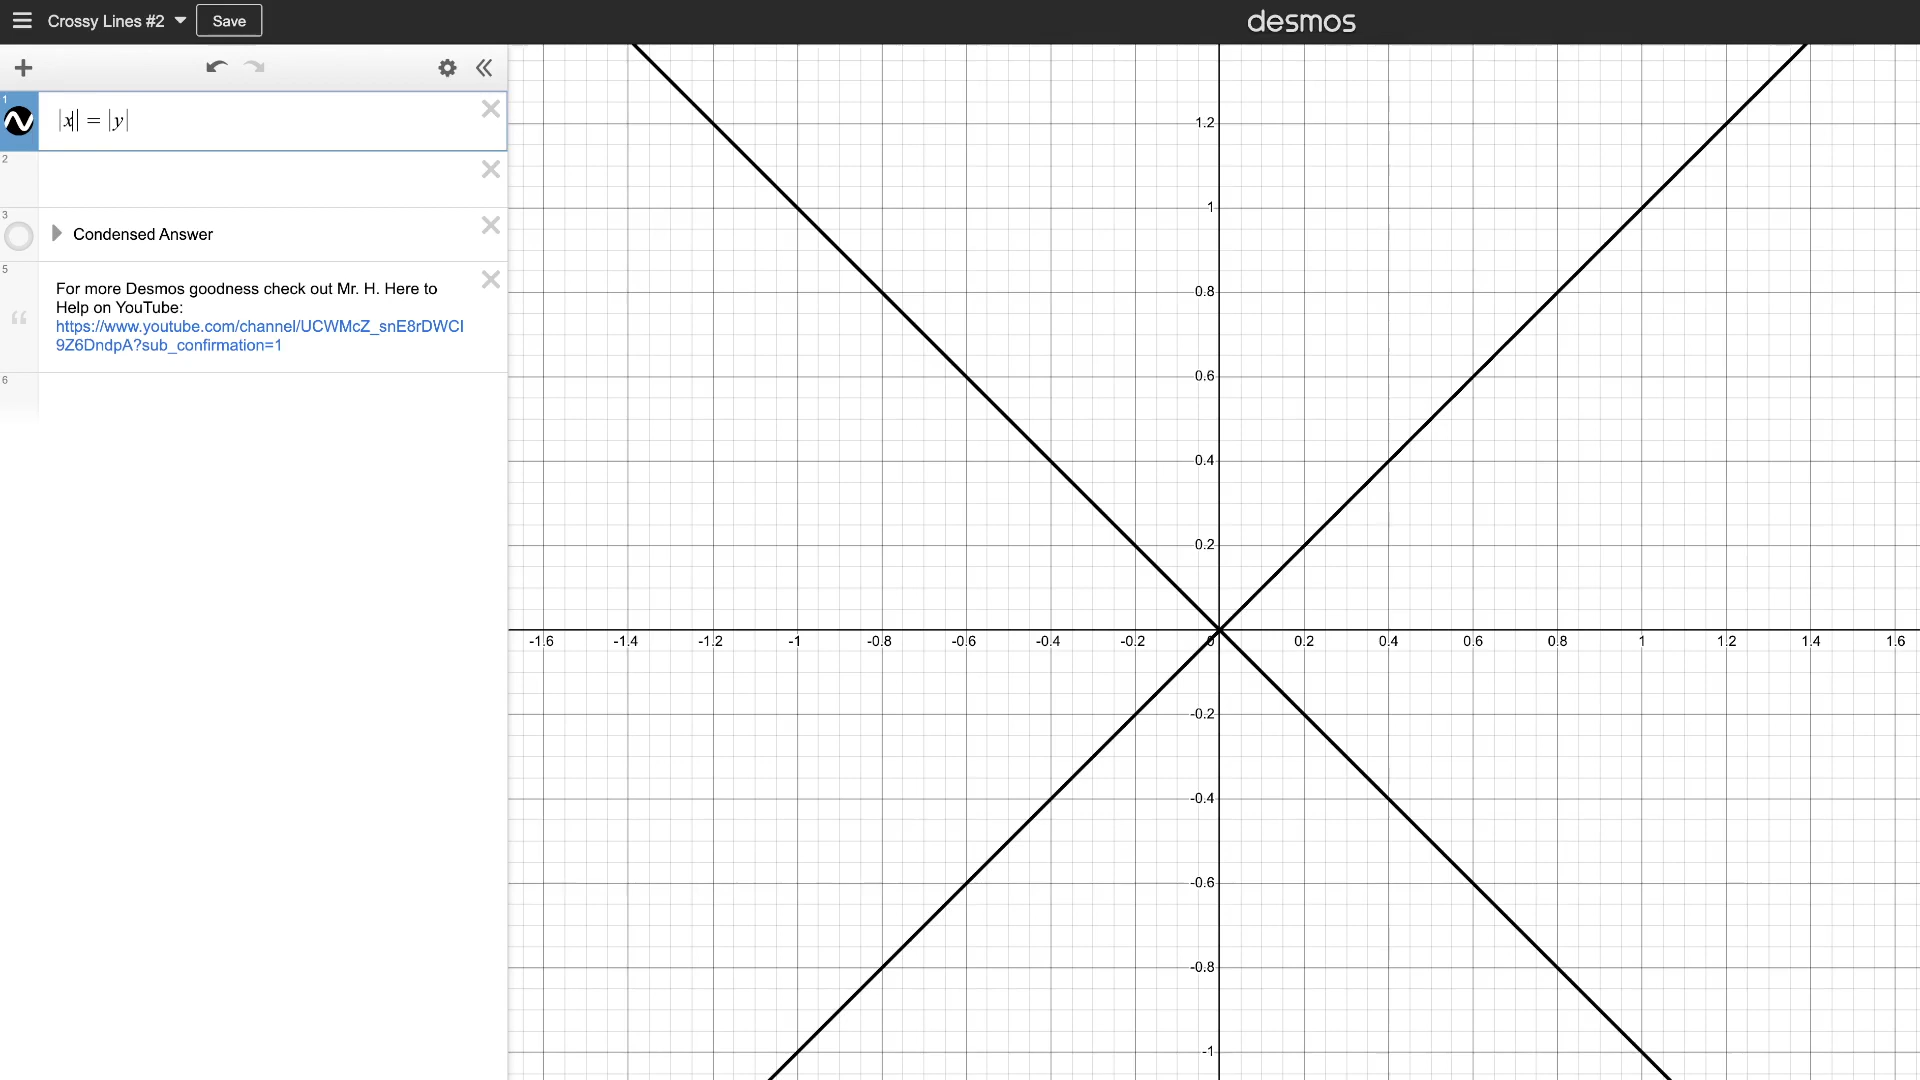 Crossy Lines #2
Save
desmos
1
|x| = |y|
2
3
Condensed Answer
5
For more Desmos goodness check out Mr. H. Here to
Help on YouTube:
https://www.youtube.com/channel/UCWMcZ_snE8rDWCI
9Z6DndpA?sub_confirmation=1
6
1.2
1
0.8
0.6
0.4
0.2
-1.6 -1.4 -1.2 -1 -0.8 -0.6 -0.4 -0.2 0 0.2 0.4 0.6 0.8 1 1.2 1.4 1.6
-0.2
-0.4
-0.6
-0.8
-1